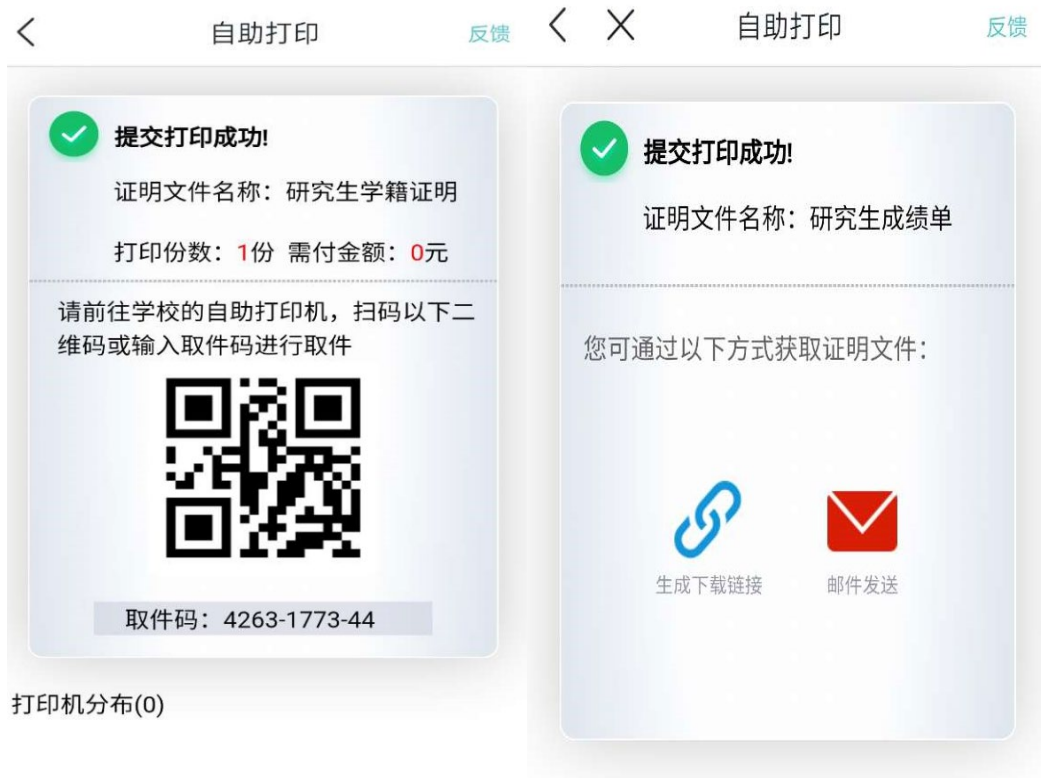 自助打印
反馈
提交打印成功!
证明文件名称：研究生学籍证明
打印份数：1份 需付金额：0元
请前往学校的自助打印机，扫码以下二
维码或输入取件码进行取件
取件码：4263-1773-44
打印机分布(0)
自助打印
反馈
提交打印成功!
证明文件名称：研究生成绩单
您可通过以下方式获取证明文件：
生成下载链接
邮件发送